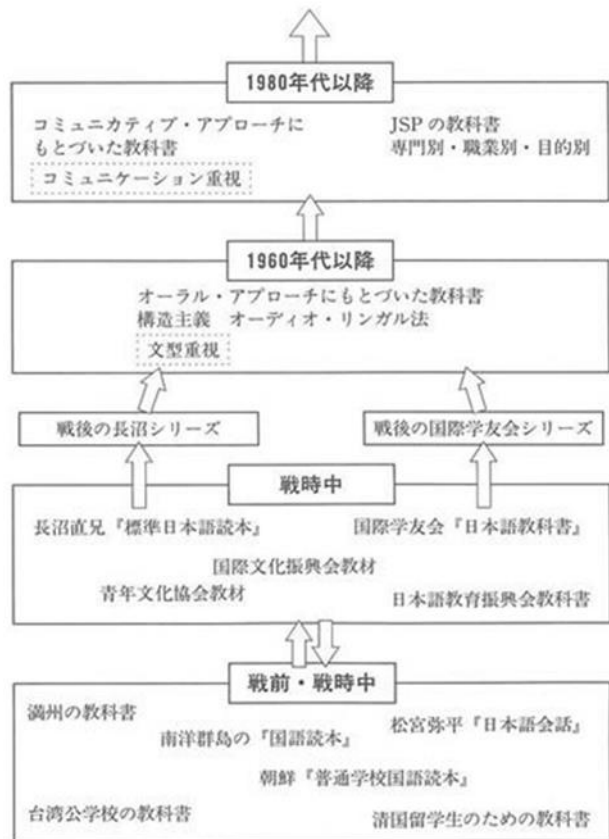 1980年代以降
コミュニカティブ・アプローチに
もとづいた教科書
コミュニケーション重視
JSPの教科書
専門別・職業別・目的別
1960年代以降
オーラル・アプローチにもとづいた教科書
構造主義 オーディオ・リンガル法
文型重視
戦後の長沼シリーズ
戦後の国際学友会シリーズ
戦時中
長沼直兄『標準日本語読本』
国際学友会『日本語教科書』
国際文化振興会教材
青年文化協会教材
日本語教育振興会教科書
戦前・戦時中
満州の教科書
松宮弥平『日本語会話』
南洋群島の『国語読本』
朝鮮『普通学校国語読本』
台湾公学校の教科書
清国留学生のための教科書